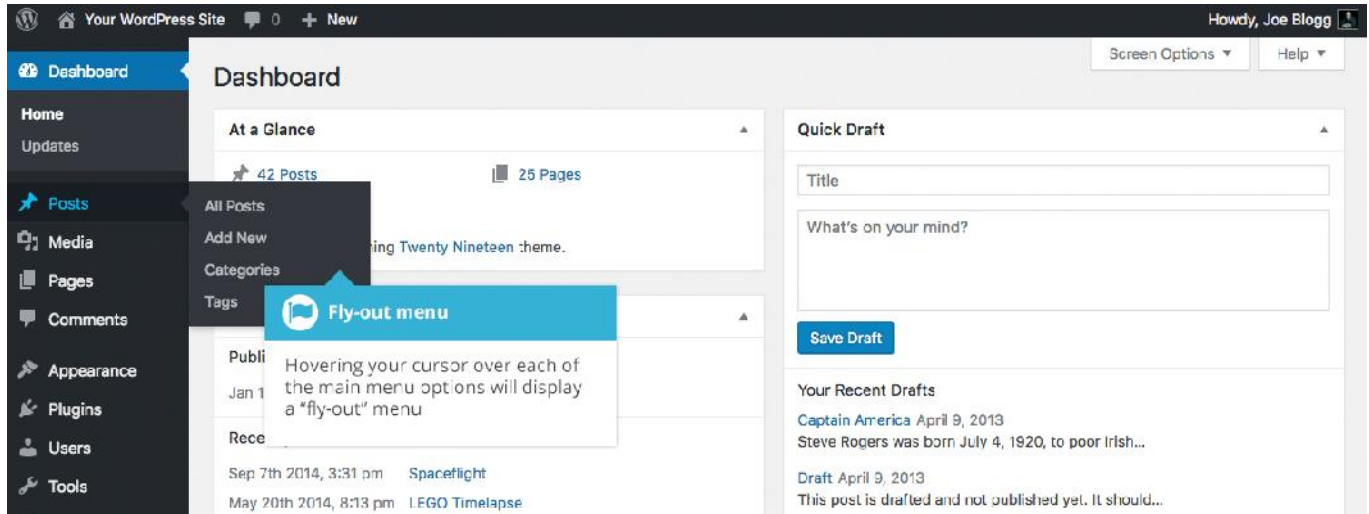 Your WordPress Site 0 + New Howdy, Joe Blogg
Dashboard
Home
Updates
Posts
Media
Pages
Comments
Appearance
Plugins
Users
Tools
Screen Options Help
Dashboard
At a Glance
42 Posts 25 Pages
Twenty Nineteen theme.
All Posts
Add New
Categories
Tags
Fly-out menu
Hovering your cursor over each of
the main menu options will display
a "fly-out" menu
Sep 7th 2014, 3:31 pm Spaceflight
May 20th 2014, 8:13 pm LEGO Timelapse
Quick Draft
Title
What's on your mind?
Save Draft
Your Recent Drafts
Captain America April 9, 2013
Steve Rogers was born July 4, 1920, to poor Irish...
Draft April 9, 2013
This post is drafted and not published yet. It should...